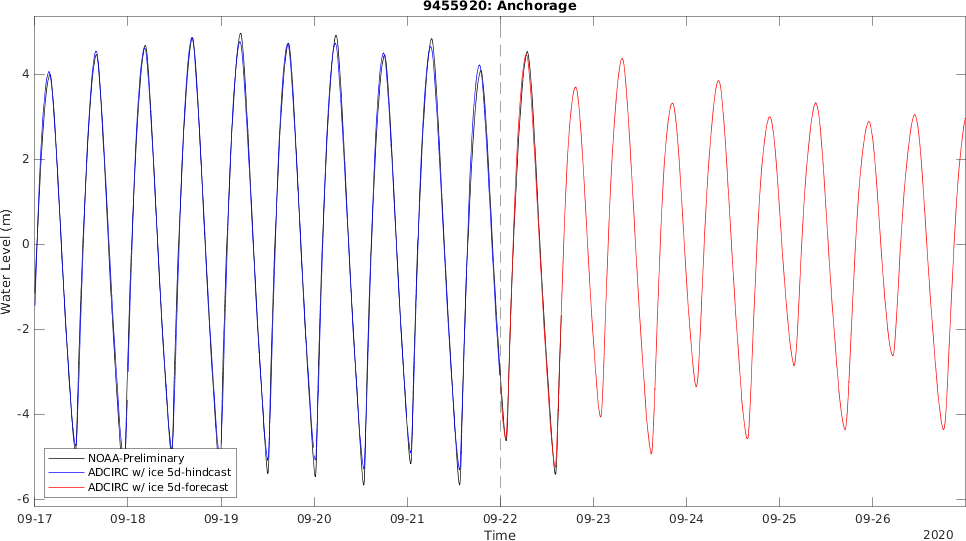 9455920: Anchorage
4
2
0
-2
-4
-6
Water Level (m)
NOAA-Preliminary
ADCIRC w/ ice 5d-hindcast
ADCIRC w/ ice 5d-forecast
09-17 09-18 09-19 09-20 09-21 09-22 09-23 09-24 09-25 09-26
Time
2020